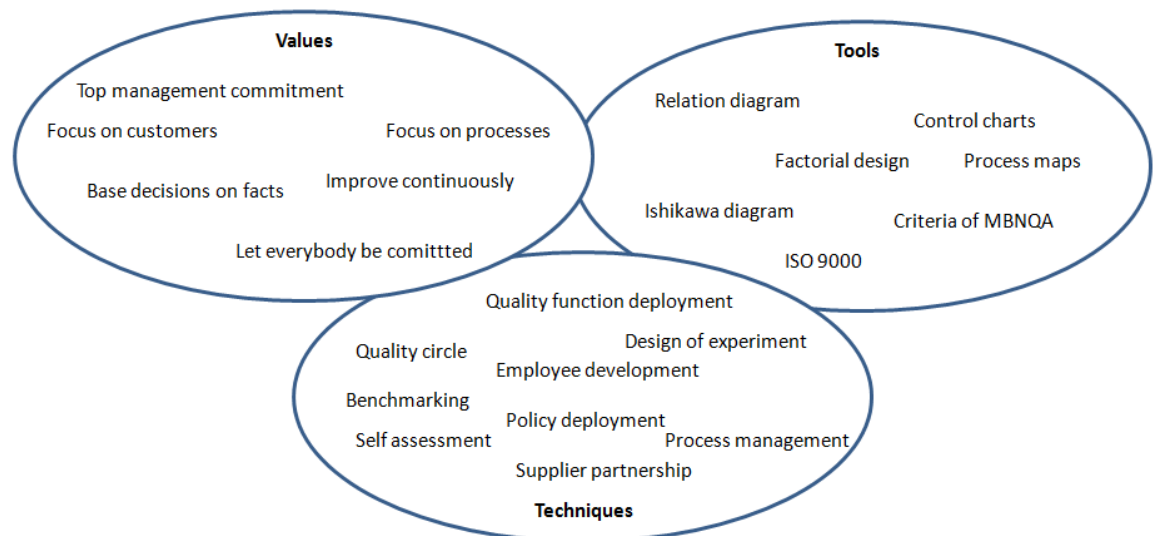 Values
Top management commitment
Focus on customers
Focus on processes
Base decisions on facts
Improve continuously
Let everybody be comittted
Tools
Relation diagram
Control charts
Factorial design
Process maps
Ishikawa diagram
Criteria of MBNQA
ISO 9000
Quality function deployment
Design of experiment
Quality circle
Employee development
Benchmarking
Policy deployment
Self assessment
Process management
Supplier partnership
Techniques